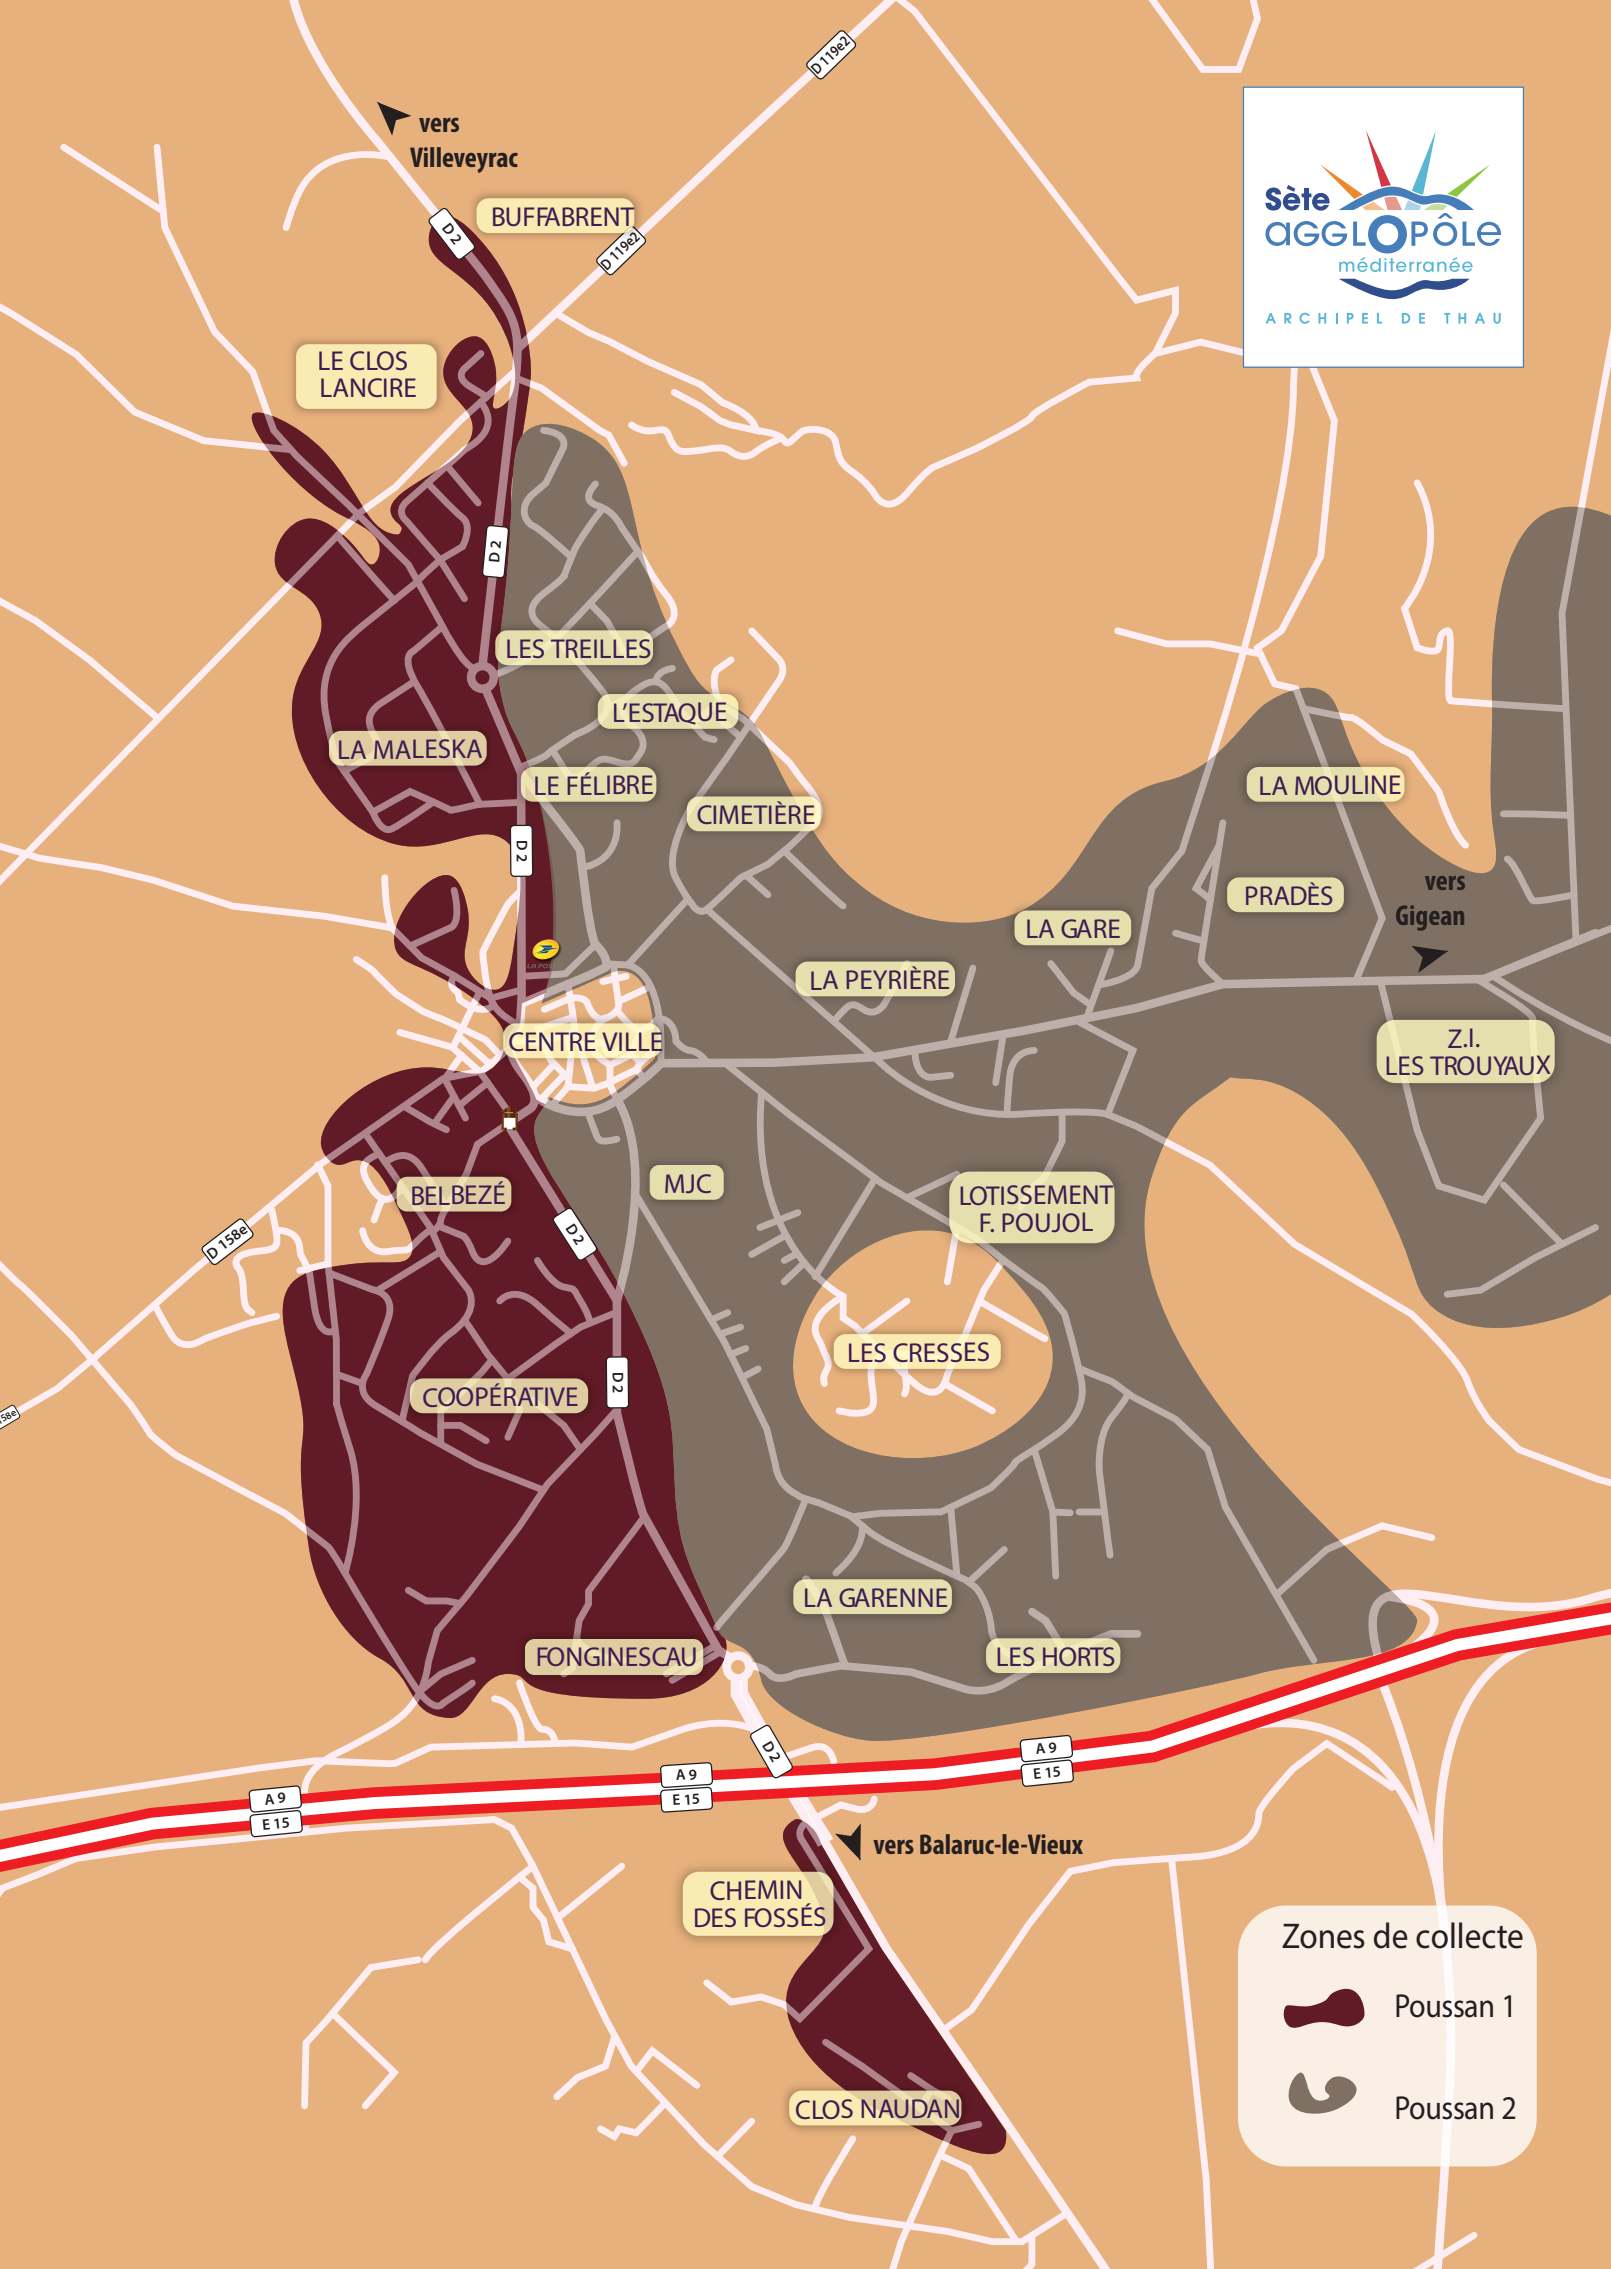 D 119e2
vers
Villeveyrac
Sète
aGGLOPÔLe
méditerranée
ARCHIPEL DE THAU
BUFFABRENT
D 2
D 119e2
LE CLOS
LANCIRE
D 2
LES TREILLES
L'ESTAQUE
LA MALESKA
LE FÉLIBRE
CIMETIÈRE
LA MOULINE
D 2
PRADÈS
vers
Gigean
LA GARE
LA PEYRIÈRE
CENTRE VILLE
Z.I.
LES TROUYAUX
MJC
BELBEZÉ
LOTISSEMENT
F. POUJOL
D 158e
D 2
LES CRESSES
D 2
COOPÉRATIVE
158e
LA GARENNE
FONGINESCAU
LES HORTS
D 2
A 9
E 15
A 9
E 15
A 9
E 15
vers Balaruc-le-Vieux
CHEMIN
DES FOSSÉS
Zones de collecte
Poussan 1
Poussan 2
CLOS NAUDAN